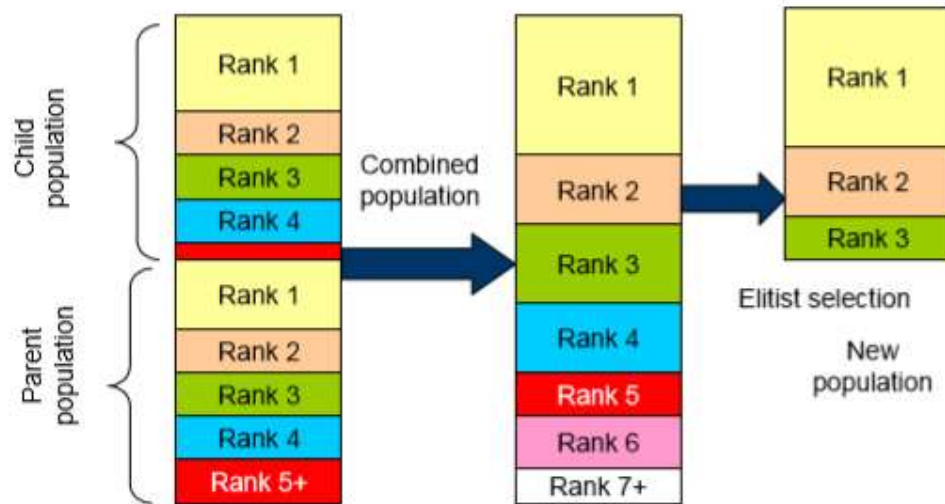 Child
population
Rank 1
Rank 2
Rank 3
Rank 4
Parent
population
Rank 1
Rank 2
Rank 3
Rank 4
Rank 5+
Combined
population
Rank 1
Rank 2
Rank 3
Rank 4
Rank 5
Rank 6
Rank 7+
Rank 1
Rank 2
Rank 3
Elitist selection
New
population